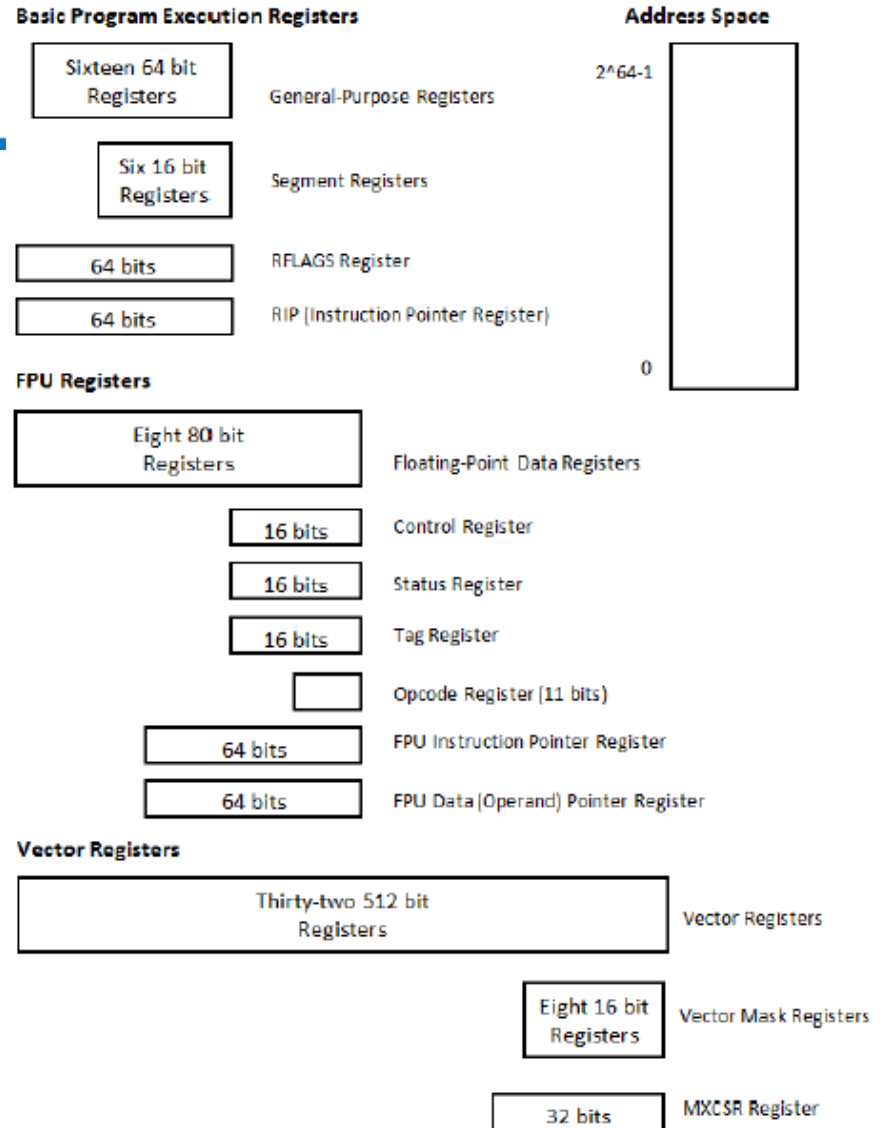 Basic Program Execution Registers
Address Space
Sixteen 64 bit
Registers
General-Purpose Registers
2^64-1
Six 16 bit
Registers
Segment Registers
64 bits
RFLAGS Register
64 bits
RIP (Instruction Pointer Register)
0
FPU Registers
Eight 80 bit
Registers
Floating-Point Data Registers
16 bits
Control Register
16 bits
Status Register
16 bits
Tag Register
Opcode Register (11 bits)
64 bits
FPU Instruction Pointer Register
64 bits
FPU Data (Operand) Pointer Register
Vector Registers
Thirty-two 512 bit
Registers
Vector Registers
Eight 16 bit
Registers
Vector Mask Registers
32 bits
MXCSR Register